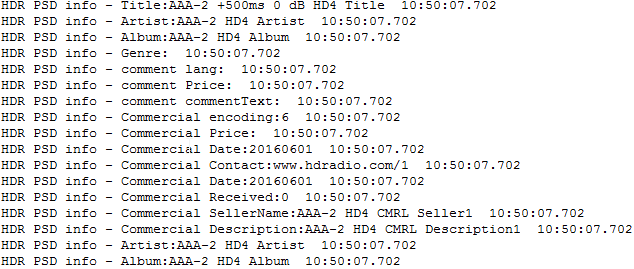 HDR PSD info - Title:AAA-2 +500ms 0 dB HD4 Title  10:50:07.702
HDR PSD info - Artist:AAA-2 HD4 Artist  10:50:07.702
HDR PSD info - Album:AAA-2 HD4 Album  10:50:07.702
HDR PSD info - Genre:  10:50:07.702
HDR PSD info - comment lang:  10:50:07.702
HDR PSD info - comment Price:  10:50:07.702
HDR PSD info - comment commentText:  10:50:07.702
HDR PSD info - Commercial encoding:6  10:50:07.702
HDR PSD info - Commercial Price:  10:50:07.702
HDR PSD info - Commercial Date:20160601  10:50:07.702
HDR PSD info - Commercial Contact:www.hdradio.com/1  10:50:07.702
HDR PSD info - Commercial Date:20160601  10:50:07.702
HDR PSD info - Commercial Received:0  10:50:07.702
HDR PSD info - Commercial SellerName:AAA-2 HD4 CMRL Seller1  10:50:07.702
HDR PSD info - Commercial Description:AAA-2 HD4 CMRL Description1  10:50:07.702
HDR PSD info - Artist:AAA-2 HD4 Artist  10:50:07.702
HDR PSD info - Album:AAA-2 HD4 Album  10:50:07.702